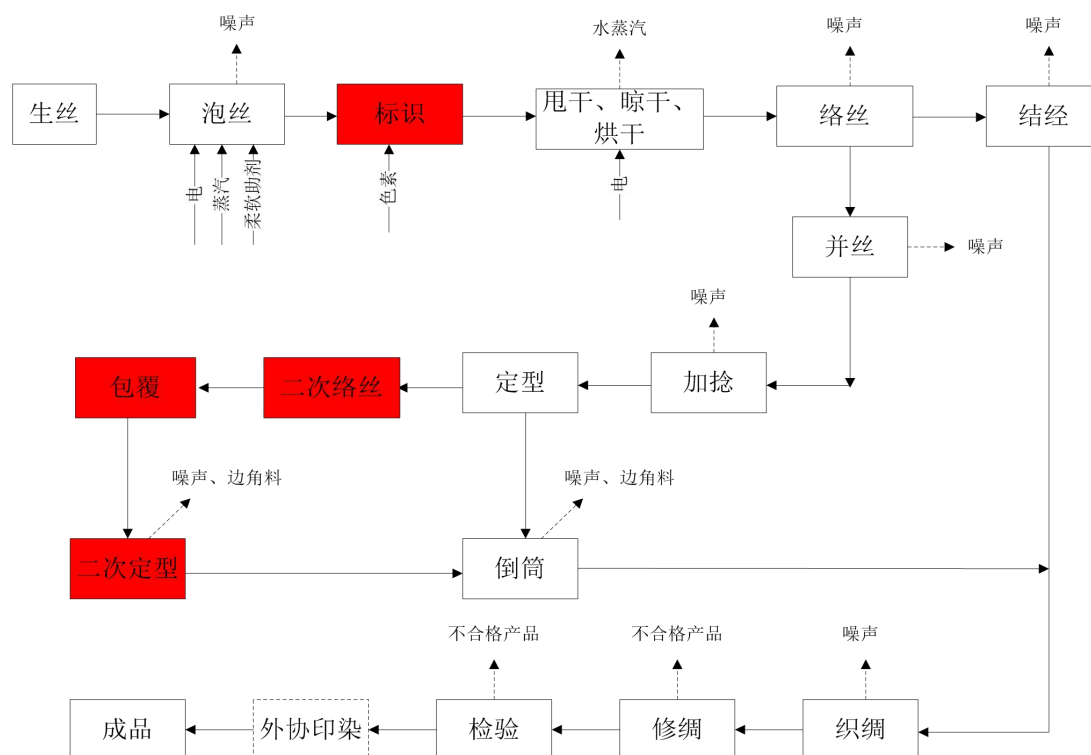 噪声
水蒸汽
噪声
噪声
生丝
泡丝
标识
甩干、晾干、
烘干
络丝
结经
电
蒸汽
柔软助剂
色素
电
并丝
噪声
噪声
包覆
二次络丝
定型
加捻
噪声、边角料
噪声、边角料
二次定型
倒筒
不合格产品
不合格产品
噪声
成品
外协印染
检验
修绸
织绸